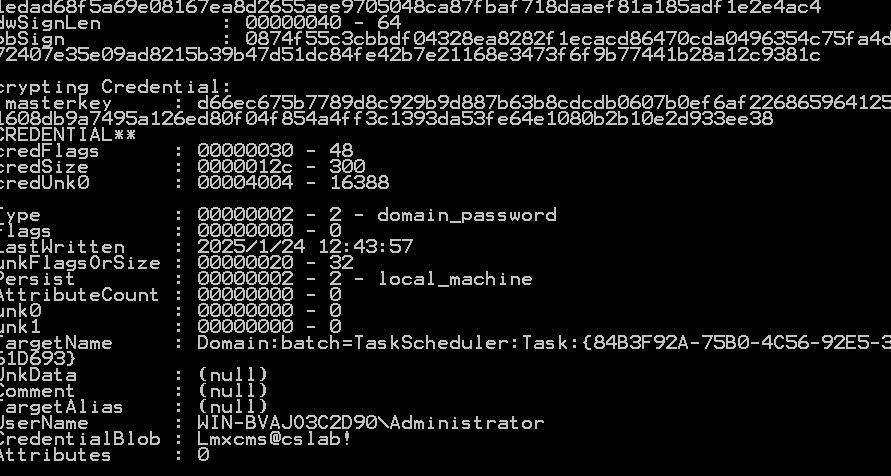 1edad68f5a69e08167ea8d2655aee9705048ca87fbaf718daaef81a185adf1e2e4ac4
dwSignLen : 00000040 - 64
pbSign : 0874f55c3cbbdf04328ea8282f1ecacd86470cda0496354c75fa4d
72407e35e09ad8215b39b47d51dc84fe42b7e21168e3473f6f9b77441b28a12c9381c
crypting Credential:
masterkey : d66ec675b7789d8c929b9d887b63b8cdcdb0607b0ef6af226865964125
1608db9a7495a126ed80f04f854a4ff3c1393da53fe64e1080b2b10e2d933ee38
CREDENTIAL**
credFlags : 00000030 - 48
credSize : 0000012c - 300
credUnk0 : 00004004 - 16388
Type : 00000002 - 2 - domain_password
Flags : 00000000 - 0
LastWritten : 2025/1/24 12:43:57
unkFlagsOrSize : 00000020 - 32
Persist : 00000002 - 2 - local_machine
AttributeCount : 00000000 - 0
unk0 : 00000000 - 0
unk1 : 00000000 - 0
TargetName : Domain:batch=TaskScheduler:Task:{84B3F92A-75B0-4C56-92E5-3
61D693}
UnkData : (null)
Comment : (null)
TargetAlias : (null)
UserName : WIN-BVAJO3C2D90\Administrator
CredentialBlob : Lmxcms@cslab!
Attributes : 0